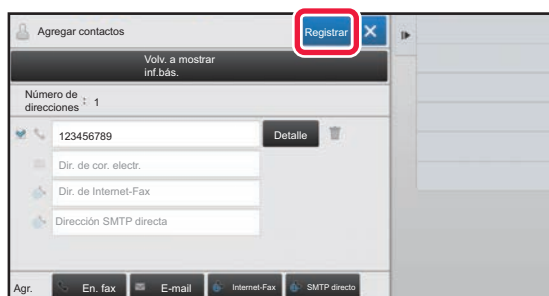 Agregar contactos
Registrar
Volv. a mostrar
inf.bás.
Número de
direcciones : 1
123456789
Detalle
Dir. de cor. electr.
Dir. de Internet-Fax
Dirección SMTP directa
Agr.
En. fax
E-mail
Internet-Fax
SMTP directo